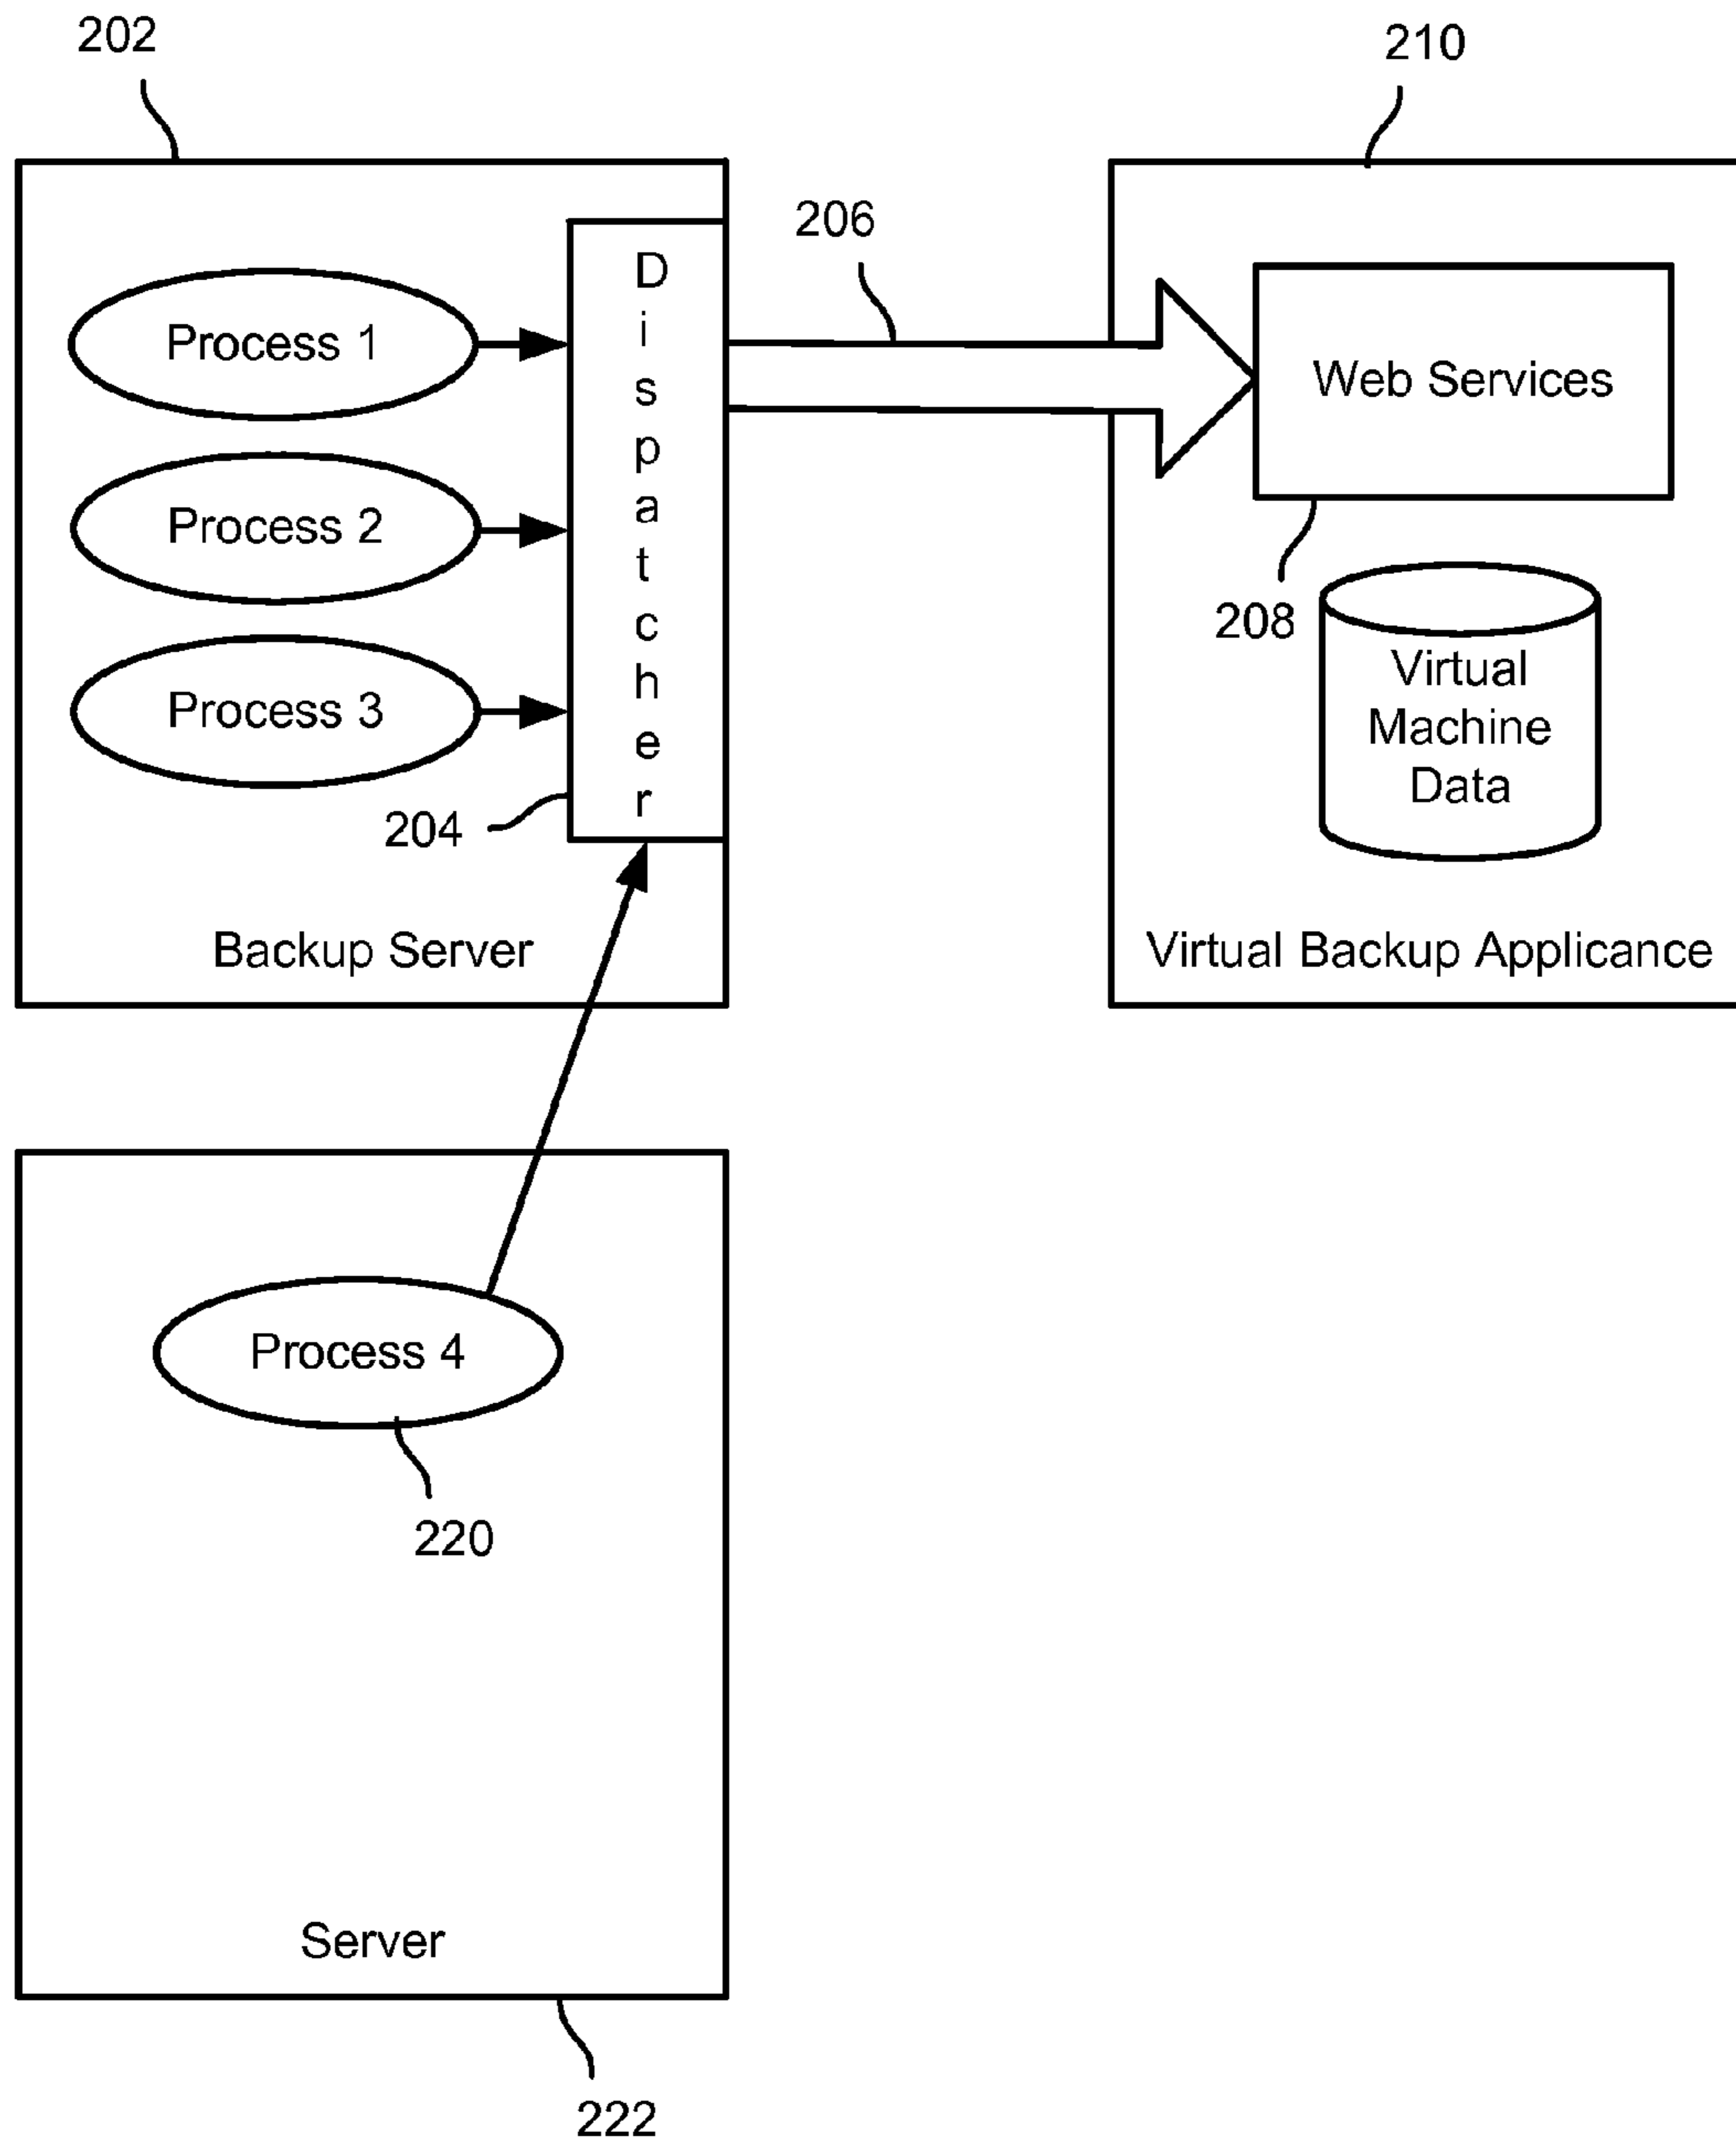 202
210
206
Process 1
Process 2
Process 3
Dispatcher
204
Backup Server
Web Services
208
Virtual
Machine
Data
Virtual Backup Applicance
Process 4
220
Server
222